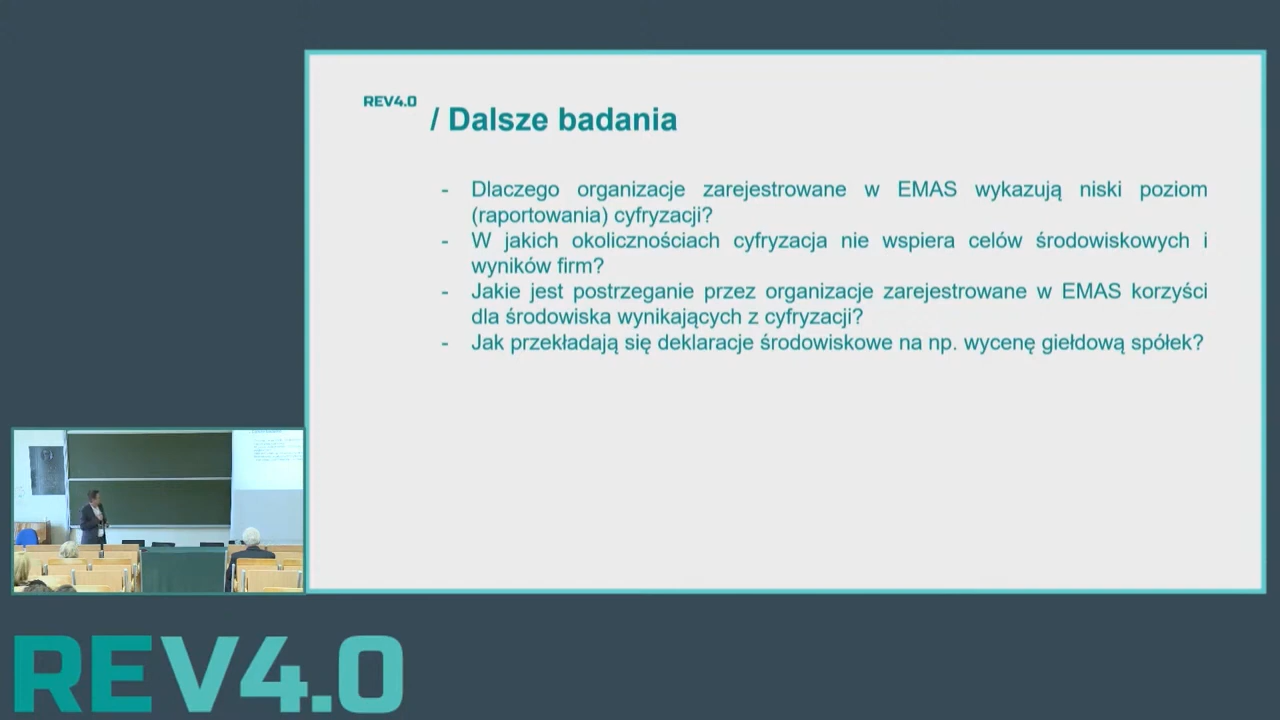 REV4.0
/ Dalsze badania
- Dlaczego organizacje zarejestrowane w EMAS wykazują niski poziom
(raportowania) cyfryzacji?
- W jakich okolicznościach cyfryzacja nie wspiera celów środowiskowych i
wyników firm?
- Jakie jest postrzeganie przez organizacje zarejestrowane w EMAS korzyści
dla środowiska wynikających z cyfryzacji?
- Jak przekładają się deklaracje środowiskowe na np. wycenę giełdową spółek?
REV4.0